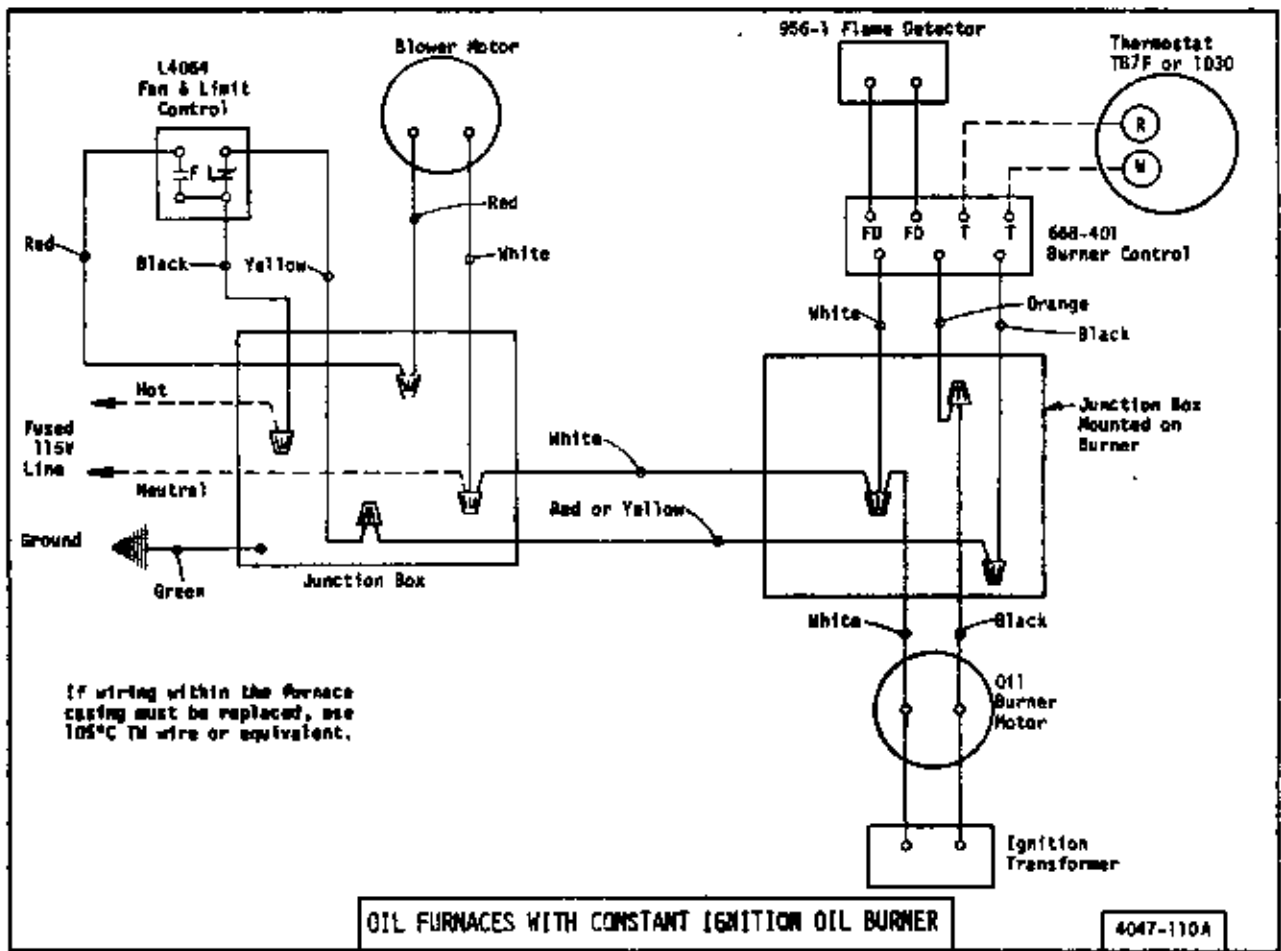 956-1 Flame Detector
Blower Motor
Thermostat
T87F or 1D30
L4064
Fan & Limit
Control
R
F L
W
Red
FD FD T T
668-401
Burner Control
Red
White
Black
Yellow
Orange
White
Black
Hot
Junction Box
Mounted on
Burner
Fused
115V
Line
White
Neutral
Red or Yellow
Ground
Junction Box
Green
White
Black
If wiring within the furnace
casing must be replaced, use
105°C TW wire or equivalent.
Oil
Burner
Motor
Ignition
Transformer
OIL FURNACES WITH CONSTANT IGNITION OIL BURNER
4047-110A